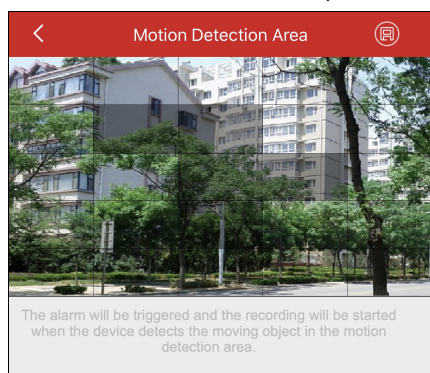 Motion Detection Area
The alarm will be triggered and the recording will be started
when the device detects the moving object in the motion
detection area.